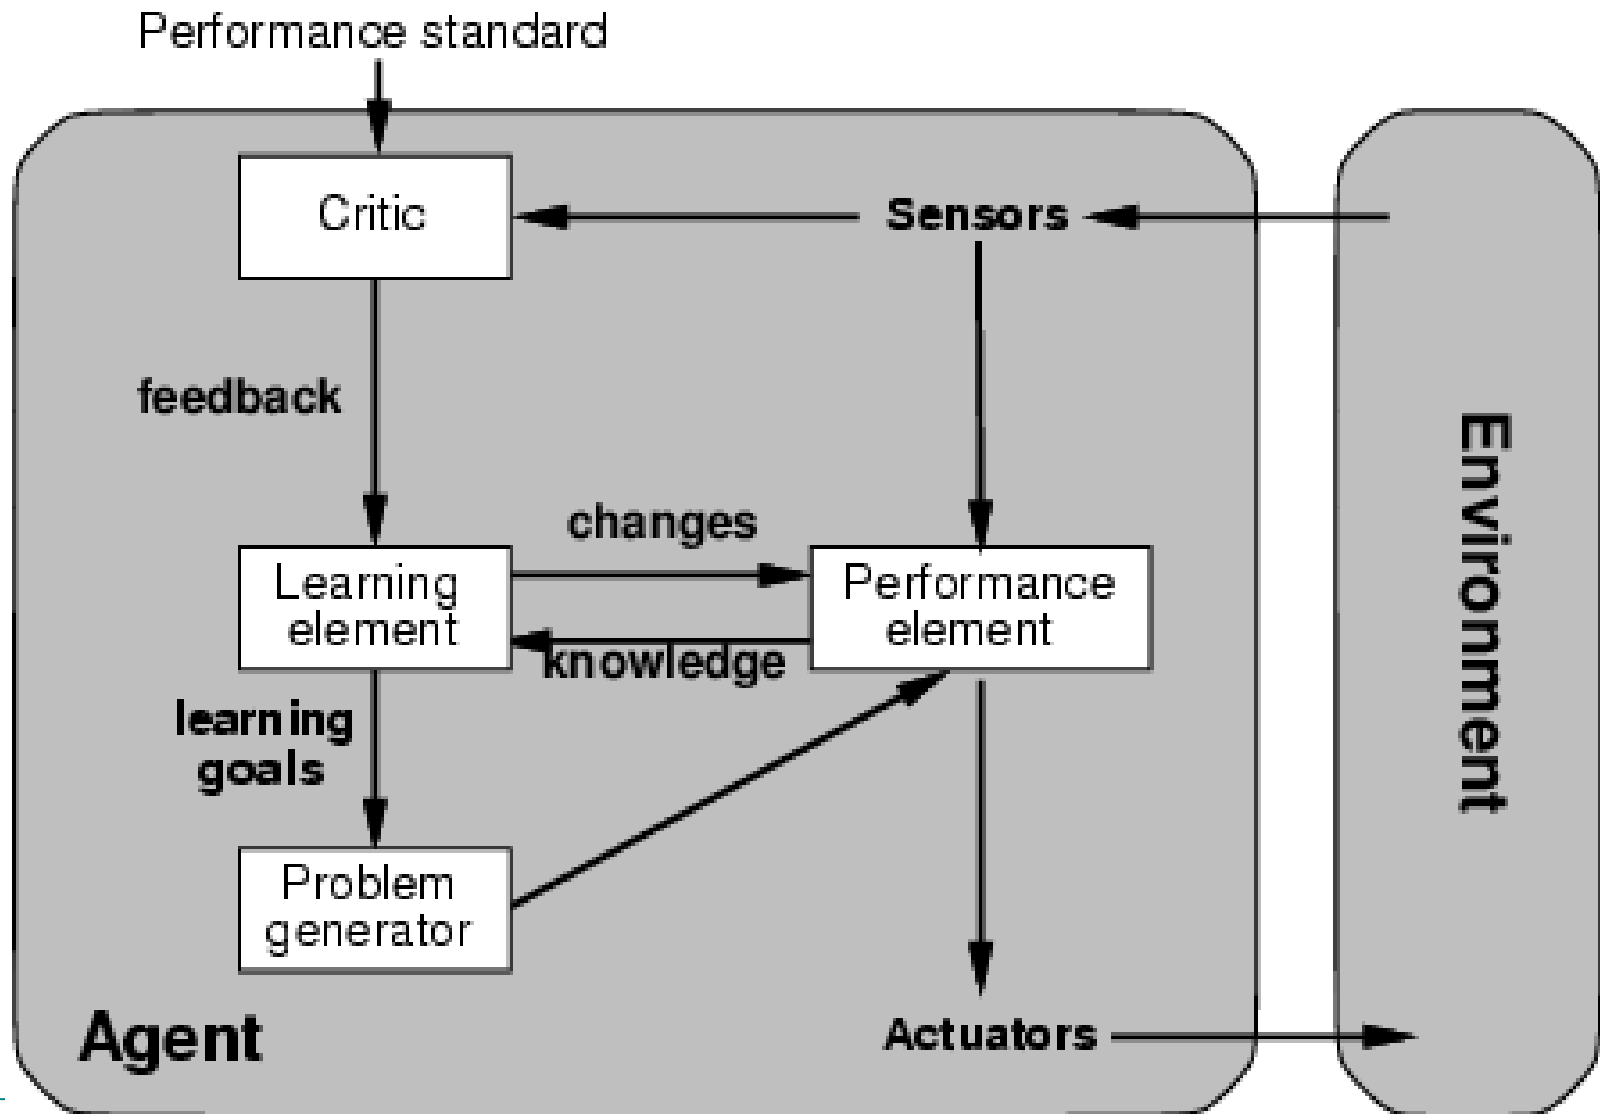 Performance standard
Critic
Sensors
feedback
changes
Learning
element
Performance
element
knowledge
learning
goals
Problem
generator
Agent
Actuators
Environment